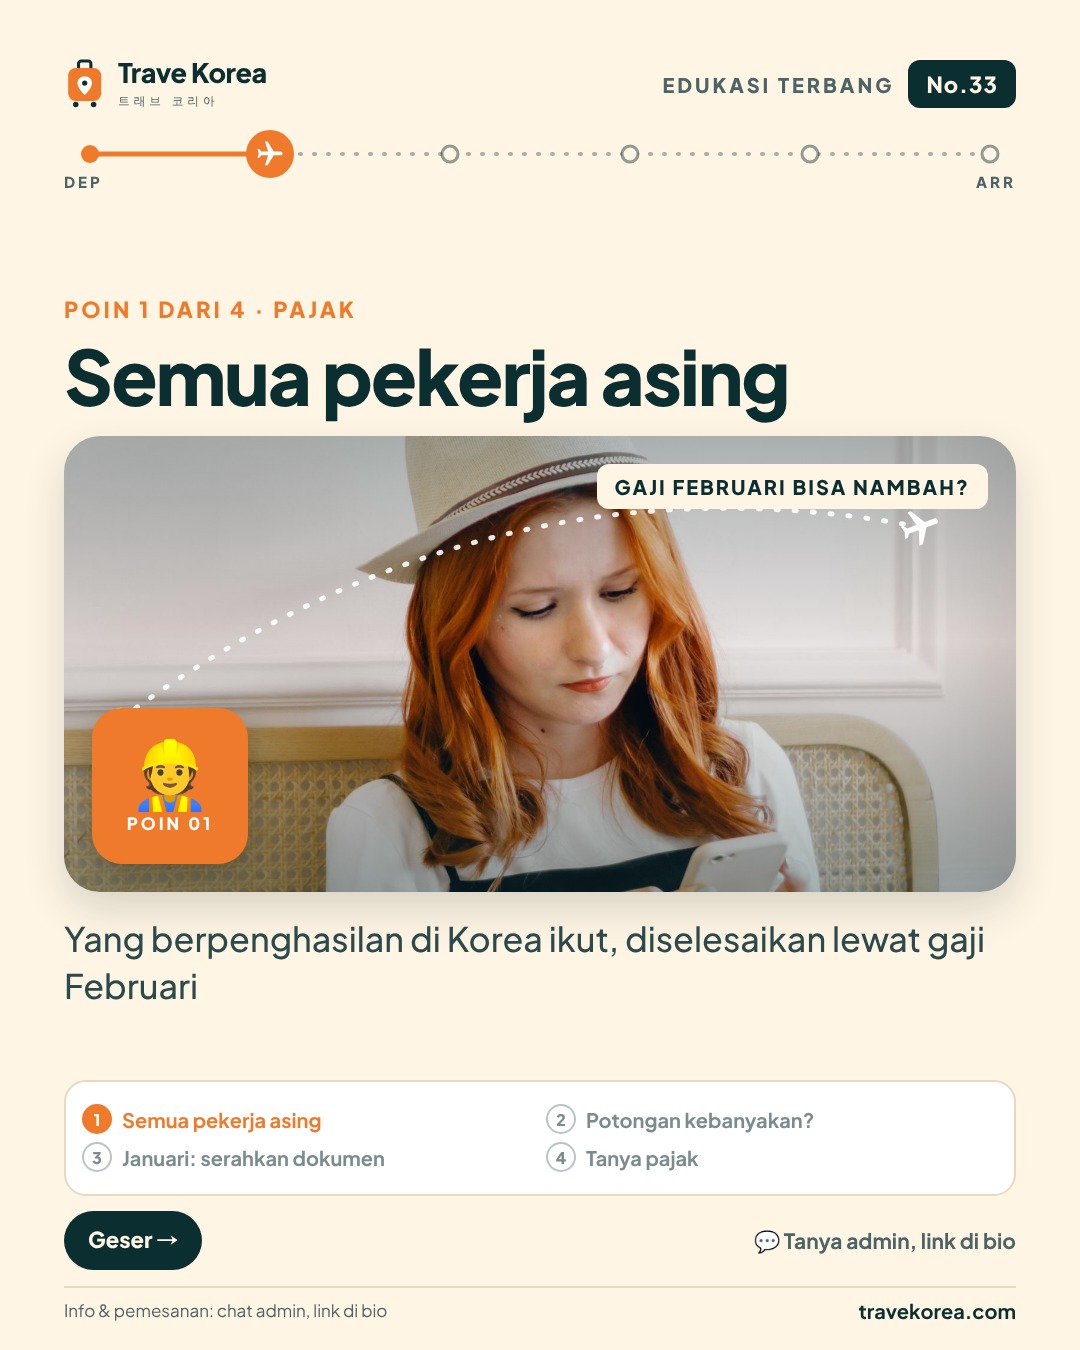 Trave Korea
트래브 코리아
EDUKASI TERBANG
No.33
DEP
ARR
POIN 1 DARI 4 · PAJAK
Semua pekerja asing
GAJI FEBRUARI BISA NAMBAH?
POIN 01
Yang berpenghasilan di Korea ikut, diselesaikan lewat gaji
Februari
1 Semua pekerja asing
2 Potongan kebanyakan?
3 Januari: serahkan dokumen
4 Tanya pajak
Geser →
💬 Tanya admin, link di bio
Info & pemesanan: chat admin, link di bio
travekorea.com